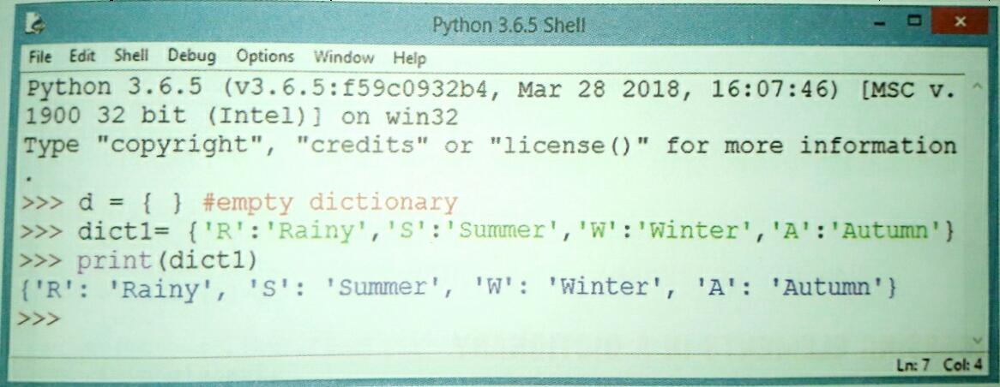 Python 3.6.5 Shell
File Edit Shell Debug Options Window Help
Python 3.6.5 (v3.6.5:f59c0932b4, Mar 28 2018, 16:07:46) [MSC v.
1900 32 bit (Intel)] on win32
Type "copyright", "credits" or "license()" for more information
.
>>> d = { } #empty dictionary
>>> dict1= {'R':'Rainy','S':'Summer','W':'Winter','A':'Autumn'}
>>> print(dict1)
{'R': 'Rainy', 'S': 'Summer', 'W': 'Winter', 'A': 'Autumn'}
>>>
Ln: 7 Col: 4